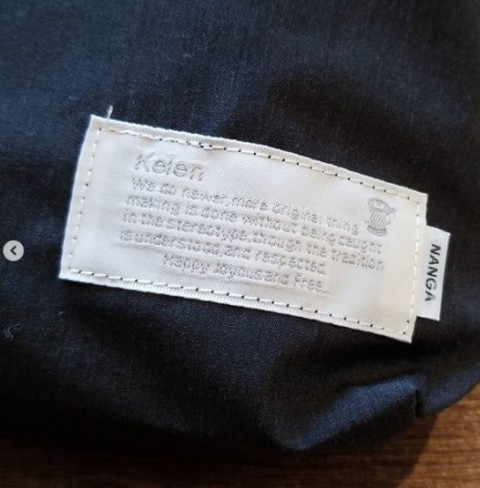 Kelen
We do newer, more original thing
making is done without being caught
in the Stereotype, though the tradition
is understood, and respected.
Happy Joyous and Free.
NANGA